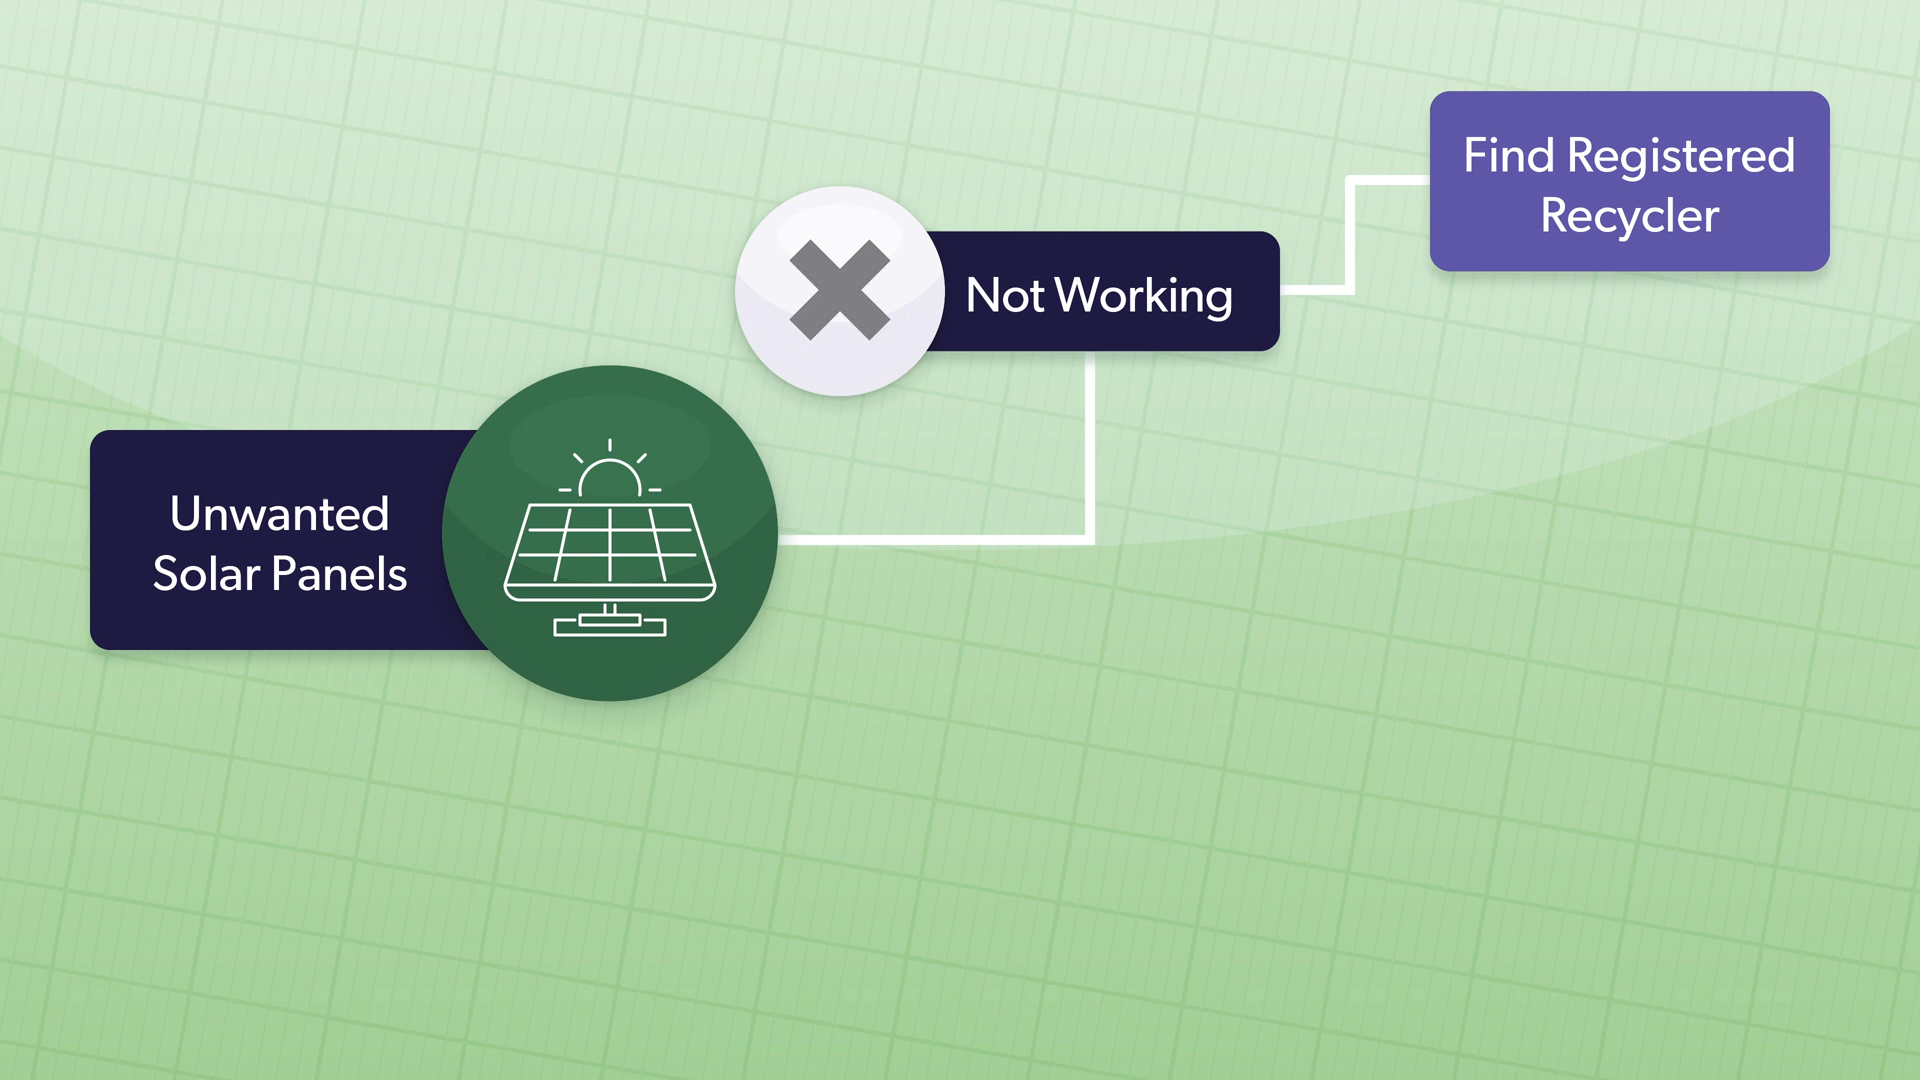 Unwanted
Solar Panels
Not Working
Find Registered
Recycler